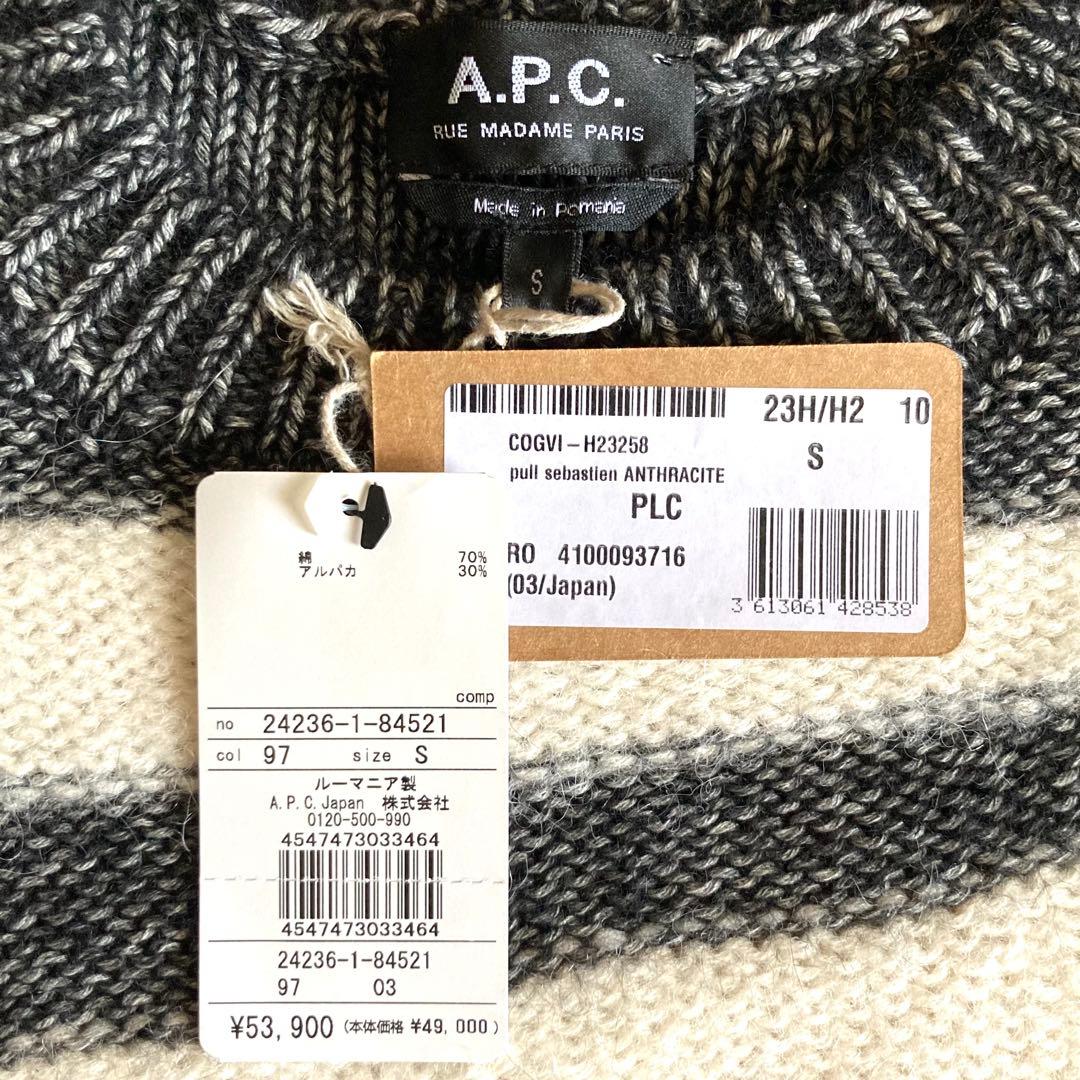 A.P.C.
RUE MADAME PARIS
Made in Romania
S
23H/H2 10
COGVI-H23258
S
pull sebastien ANTHRACITE
PLC
RO 4100093716
(03/Japan)
3 613061 428538
綿 70%
アルパカ 30%
comp
no 24236-1-84521
col 97 size S
ルーマニア製
A.P.C.Japan 株式会社
0120-500-990
4547473033464
4547473033464
24236-1-84521
97 03
¥53,900 (本体価格 ¥49,000)